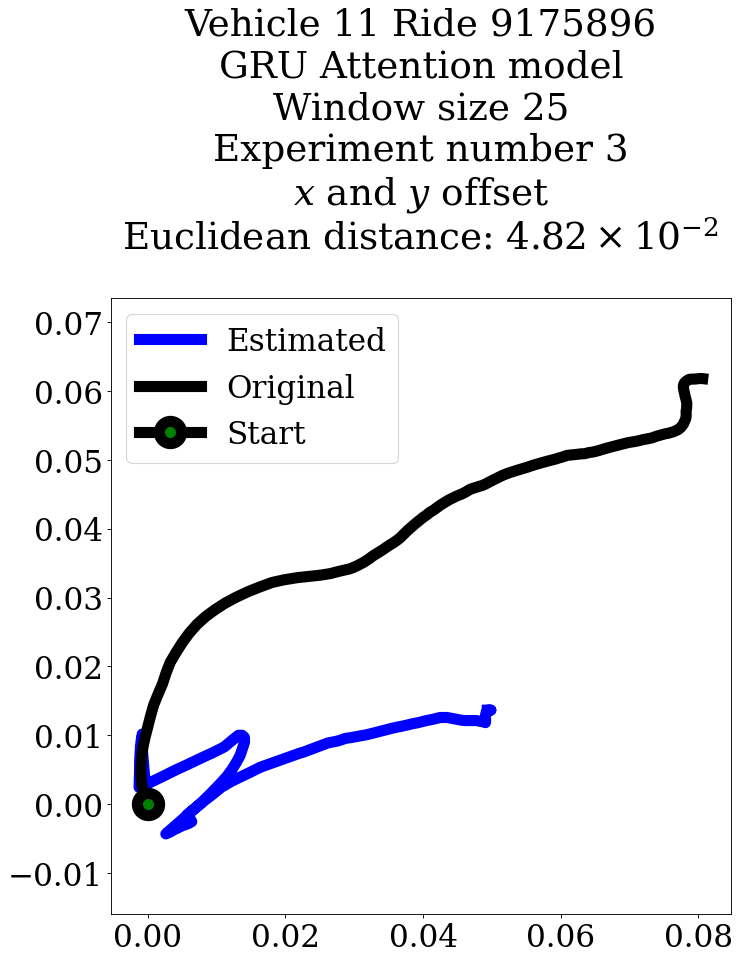 Vehicle 11 Ride 9175896
GRU Attention model
Window size 25
Experiment number 3
x and y offset
Euclidean distance: 4.82 × 10⁻²
Estimated
Original
Start
0.07
0.06
0.05
0.04
0.03
0.02
0.01
0.00
−0.01
0.00 0.02 0.04 0.06 0.08